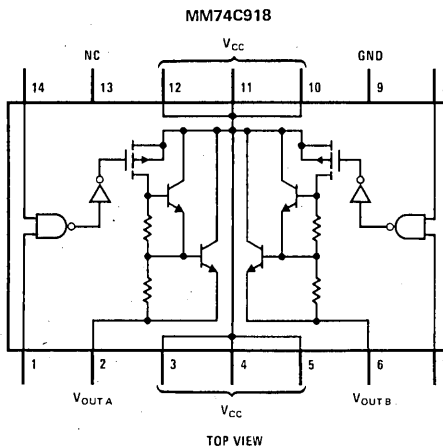 MM74C918
VCC
NC
GND
14 13 12 11 10 9
1 2 3 4 5 6
VOUT A
VOUT B
VCC
TOP VIEW